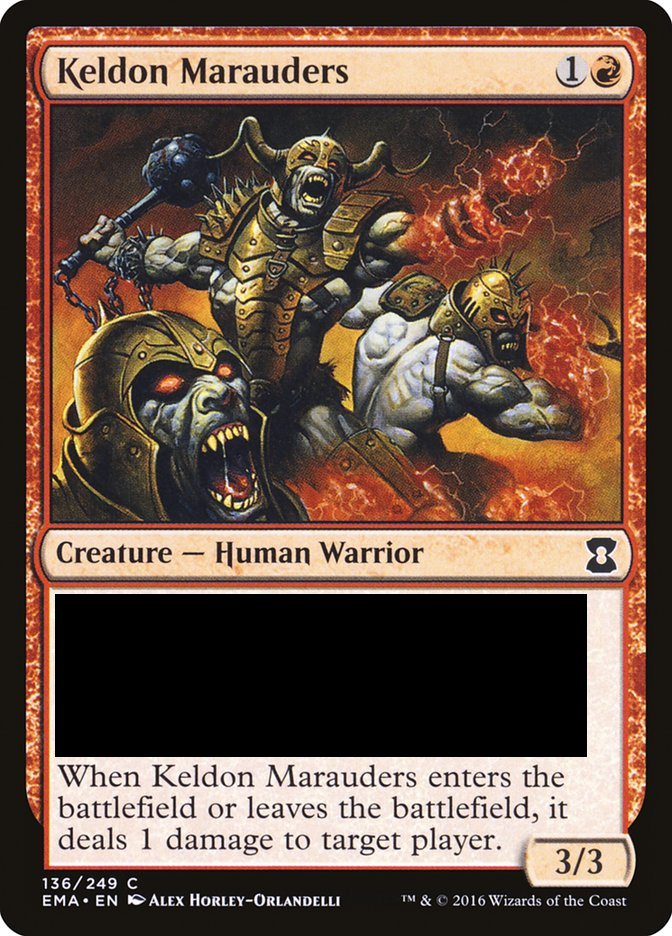 Keldon Marauders
1
Creature — Human Warrior
When Keldon Marauders enters the
battlefield or leaves the battlefield, it
deals 1 damage to target player.
3/3
136/249 C
EMA • EN Alex Horley-Orlandelli
™ & © 2016 Wizards of the Coast